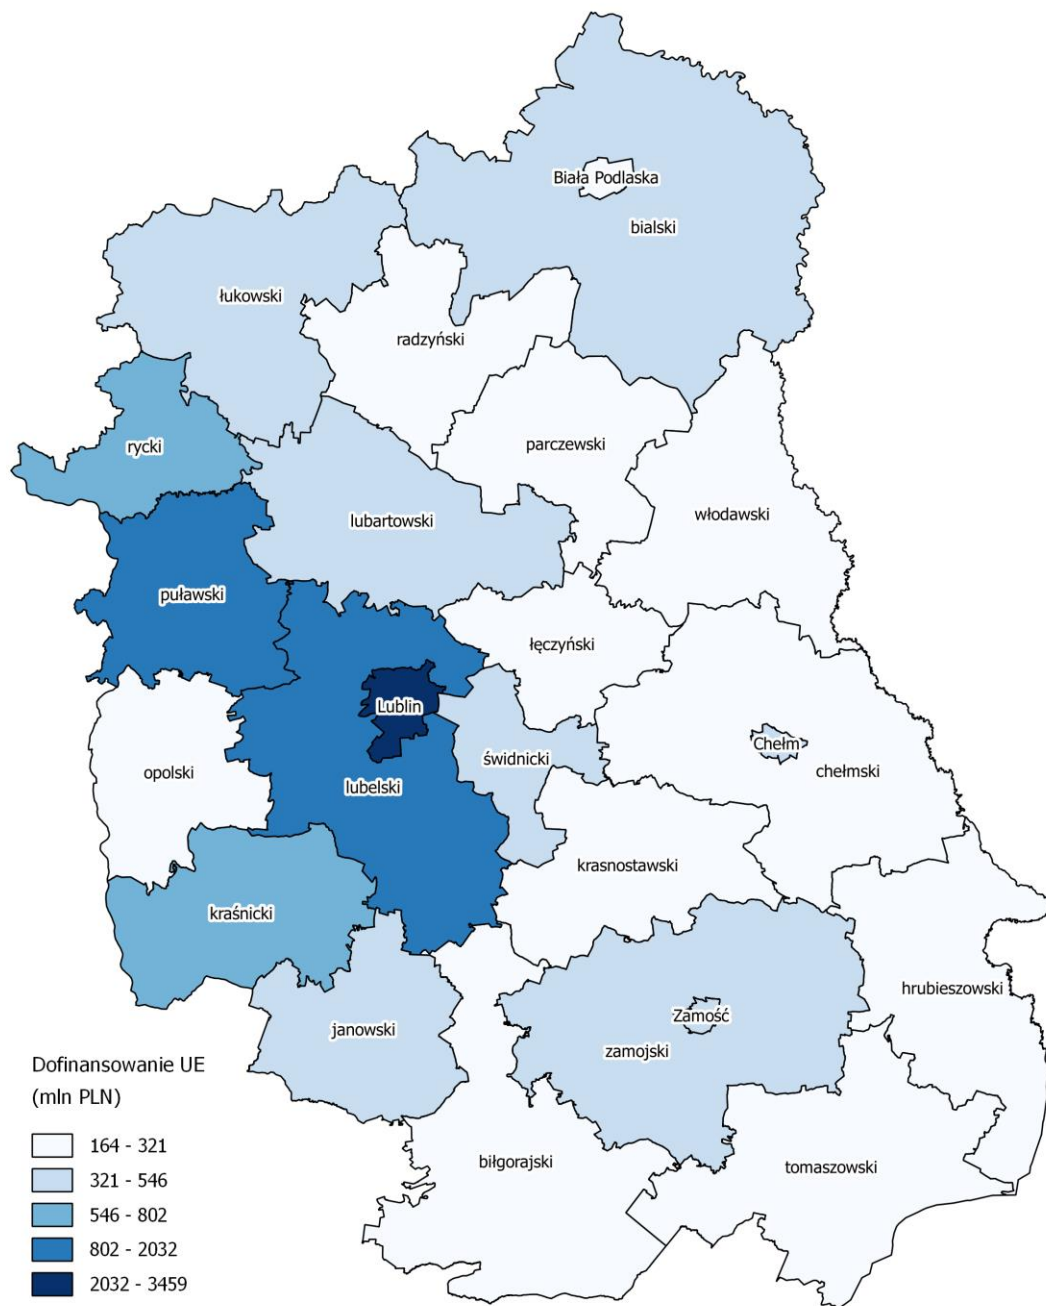 Biała Podlaska
bialski
łukowski
radzyński
rycki
parczewski
włodawski
lubartowski
puławski
łęczyński
Lublin
Chełm
świdnicki
opolski
chełmski
lubelski
krasnostawski
kraśnicki
hrubieszowski
Zamość
janowski
zamojski
biłgorajski
tomaszowski
Dofinansowanie UE
(mln PLN)
164 - 321
321 - 546
546 - 802
802 - 2032
2032 - 3459